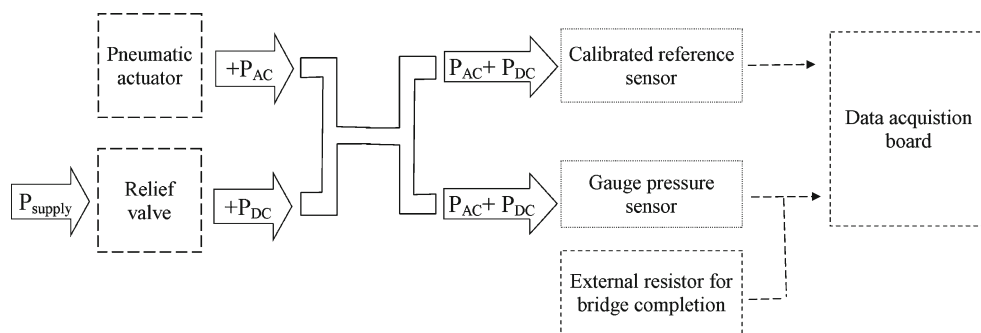 Pneumatic
actuator
+P_AC
P_AC+ P_DC
Calibrated reference
sensor
Data acquistion
board
P_supply
Relief
valve
+P_DC
P_AC+ P_DC
Gauge pressure
sensor
External resistor for
bridge completion